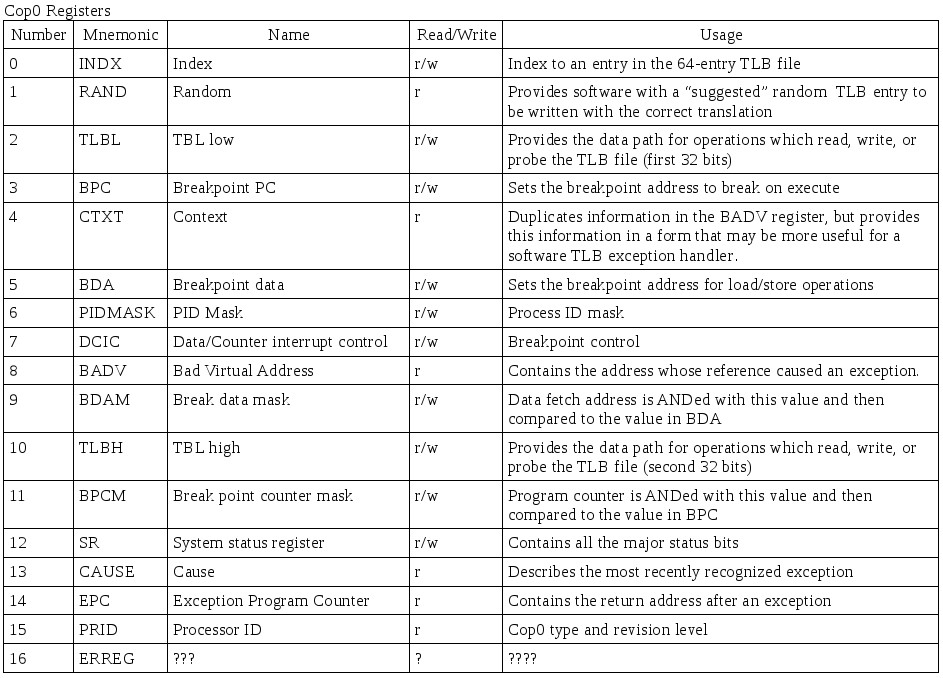 Cop0 Registers
Number Mnemonic Name Read/Write Usage
0 INDX Index r/w Index to an entry in the 64-entry TLB file
1 RAND Random r Provides software with a “suggested” random TLB entry to
be written with the correct translation
2 TLBL TBL low r/w Provides the data path for operations which read, write, or
probe the TLB file (first 32 bits)
3 BPC Breakpoint PC r/w Sets the breakpoint address to break on execute
4 CTXT Context r Duplicates information in the BADV register, but provides
this information in a form that may be more useful for a
software TLB exception handler.
5 BDA Breakpoint data r/w Sets the breakpoint address for load/store operations
6 PIDMASK PID Mask r/w Process ID mask
7 DCIC Data/Counter interrupt control r/w Breakpoint control
8 BADV Bad Virtual Address r Contains the address whose reference caused an exception.
9 BDAM Break data mask r/w Data fetch address is ANDed with this value and then
compared to the value in BDA
10 TLBH TBL high r/w Provides the data path for operations which read, write, or
probe the TLB file (second 32 bits)
11 BPCM Break point counter mask r/w Program counter is ANDed with this value and then
compared to the value in BPC
12 SR System status register r/w Contains all the major status bits
13 CAUSE Cause r Describes the most recently recognized exception
14 EPC Exception Program Counter r Contains the return address after an exception
15 PRID Processor ID r Cop0 type and revision level
16 ERREG ??? ? ????